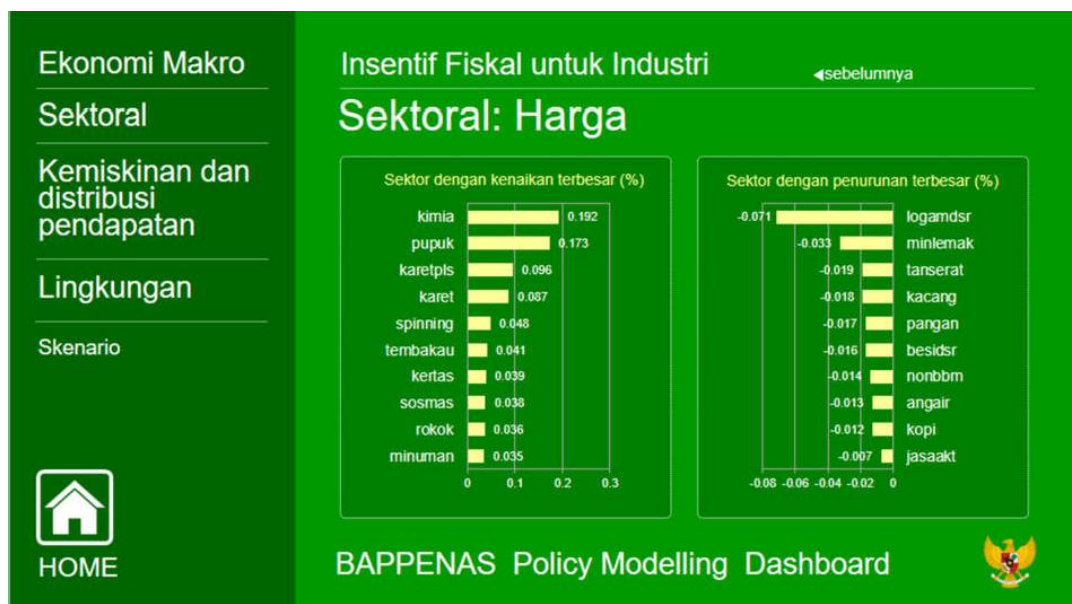 Ekonomi Makro
Sektoral
Kemiskinan dan
distribusi
pendapatan
Lingkungan
Skenario
HOME
Insentif Fiskal untuk Industri
◄sebelumnya
Sektoral: Harga
Sektor dengan kenaikan terbesar (%)
kimia 0.192
pupuk 0.173
karetpls 0.096
karet 0.087
spinning 0.048
tembakau 0.041
kertas 0.039
sosmas 0.038
rokok 0.036
minuman 0.035
0 0.1 0.2 0.3
Sektor dengan penurunan terbesar (%)
-0.071 logamdsr
-0.033 minlemak
-0.019 tanserat
-0.018 kacang
-0.017 pangan
-0.016 besidsr
-0.014 nonbbm
-0.013 angair
-0.012 kopi
-0.007 jasaakt
-0.08 -0.06 -0.04 -0.02 0
BAPPENAS Policy Modelling Dashboard